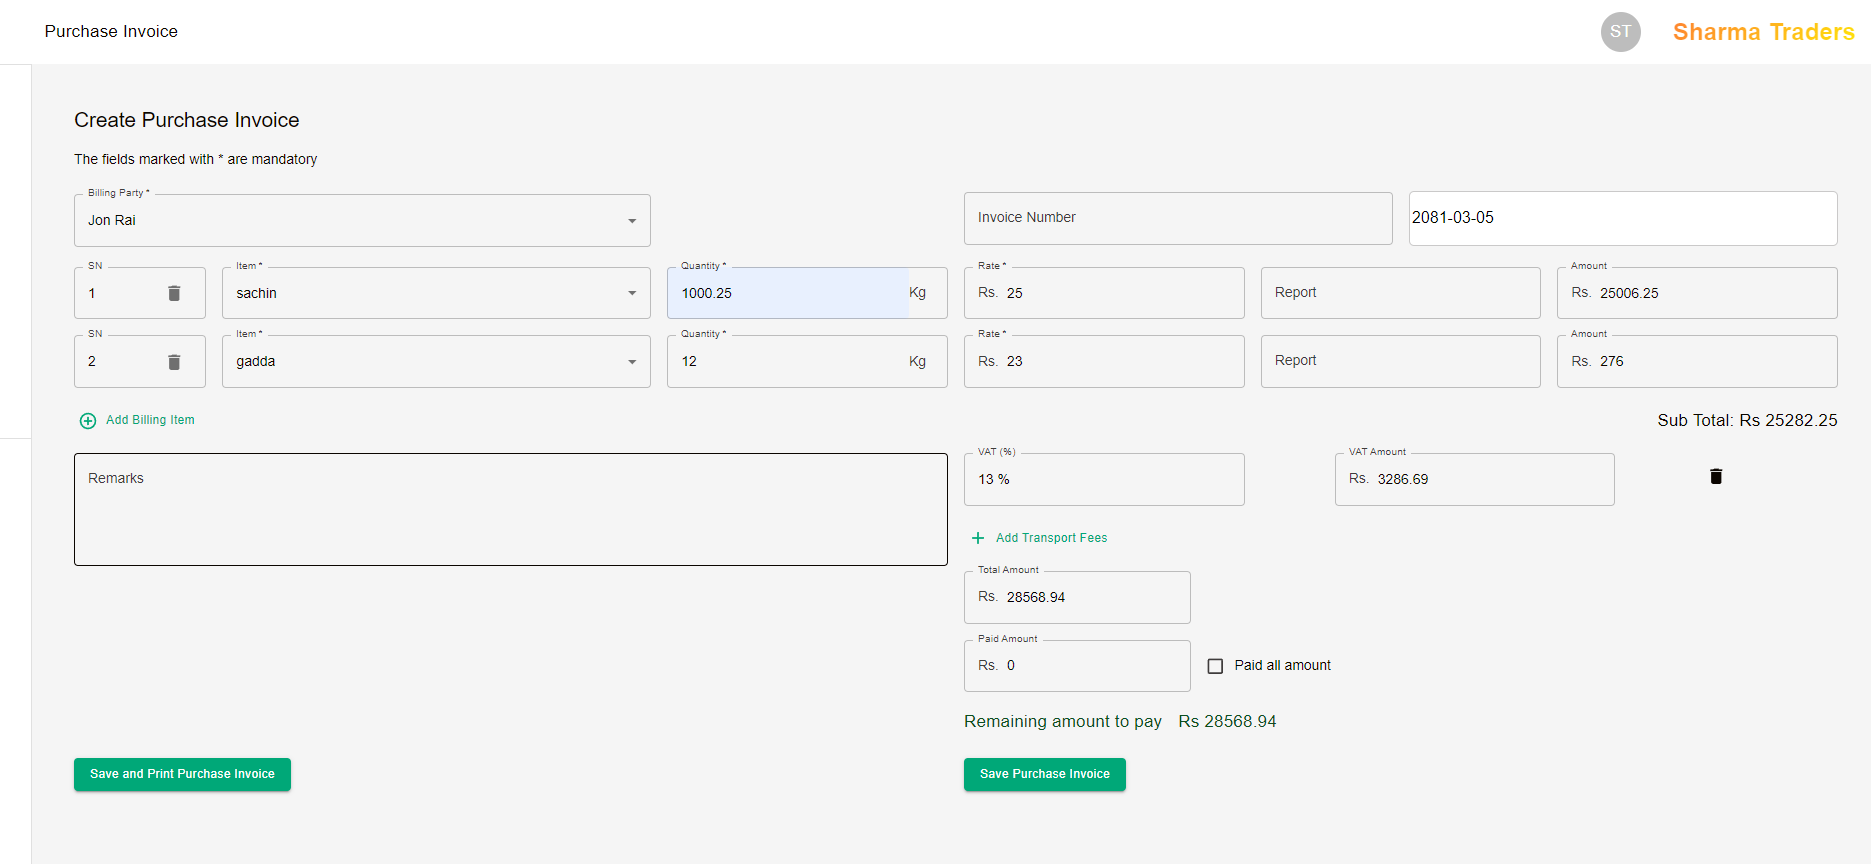 Purchase Invoice
ST
Sharma Traders
Create Purchase Invoice
The fields marked with * are mandatory
Billing Party *
Jon Rai
Invoice Number
2081-03-05
SN
1
Item *
sachin
Quantity *
1000.25 Kg
Rate *
Rs. 25
Report
Amount
Rs. 25006.25
SN
2
Item *
gadda
Quantity *
12 Kg
Rate *
Rs. 23
Report
Amount
Rs. 276
Add Billing Item
Sub Total: Rs 25282.25
Remarks
VAT (%)
13 %
VAT Amount
Rs. 3286.69
Add Transport Fees
Total Amount
Rs. 28568.94
Paid Amount
Rs. 0
Paid all amount
Remaining amount to pay Rs 28568.94
Save and Print Purchase Invoice
Save Purchase Invoice